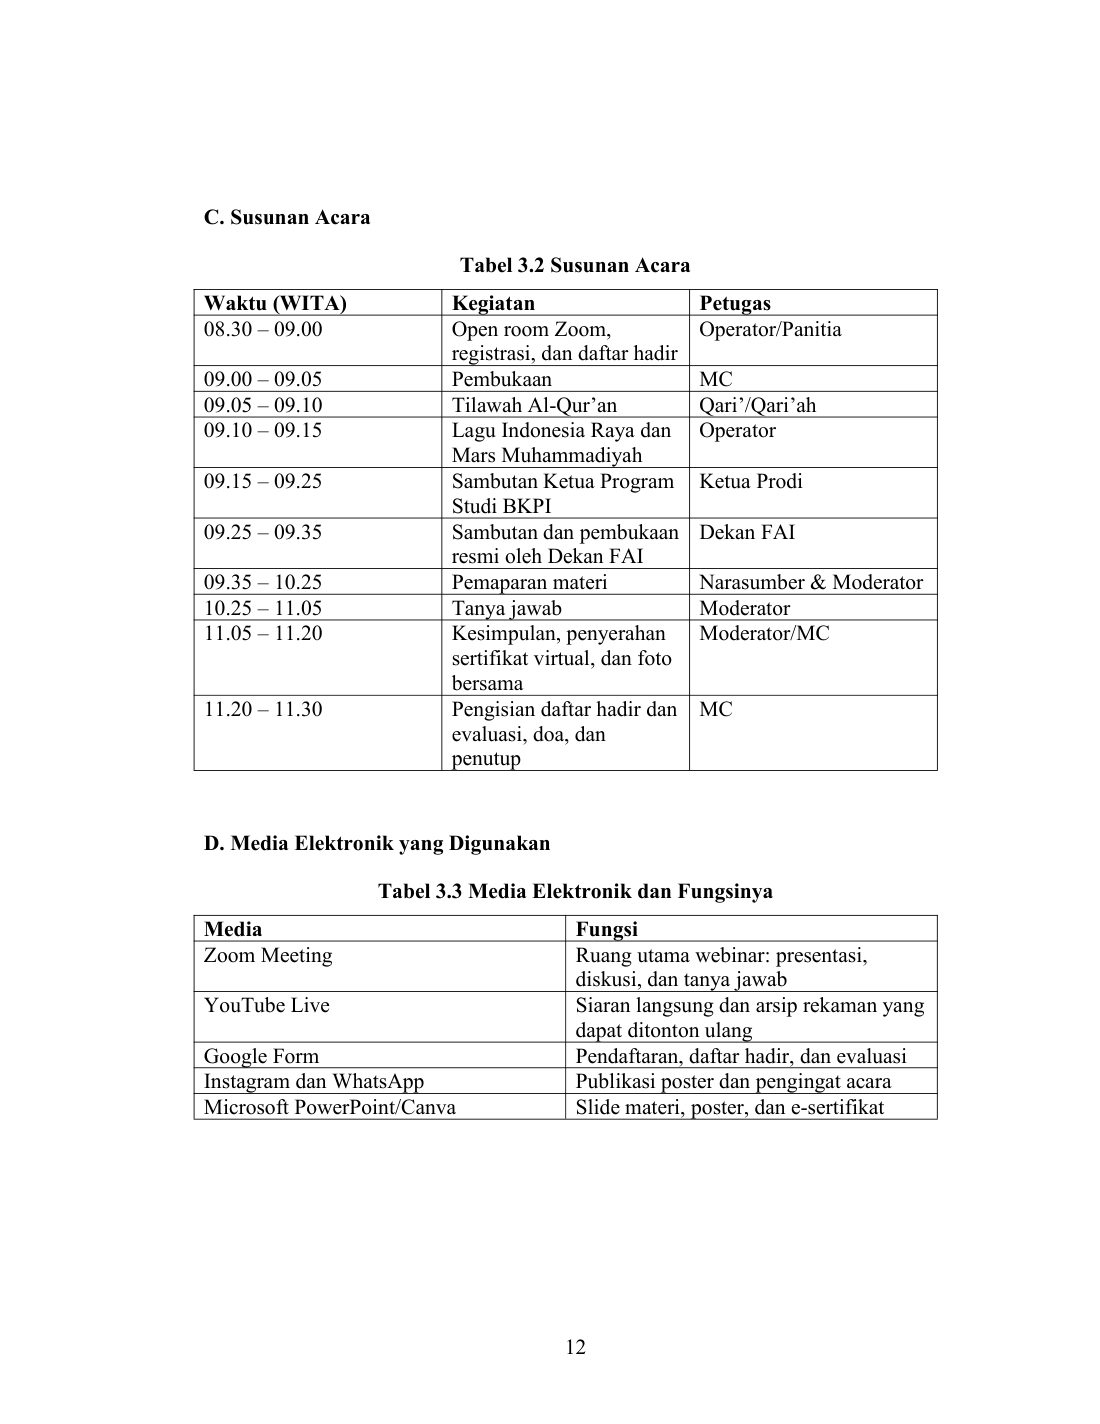 C. Susunan Acara
Tabel 3.2 Susunan Acara
Waktu (WITA) Kegiatan Petugas
08.30 – 09.00 Open room Zoom, Operator/Panitia
registrasi, dan daftar hadir
09.00 – 09.05 Pembukaan MC
09.05 – 09.10 Tilawah Al-Qur’an Qari’/Qari’ah
09.10 – 09.15 Lagu Indonesia Raya dan Operator
Mars Muhammadiyah
09.15 – 09.25 Sambutan Ketua Program Ketua Prodi
Studi BKPI
09.25 – 09.35 Sambutan dan pembukaan Dekan FAI
resmi oleh Dekan FAI
09.35 – 10.25 Pemaparan materi Narasumber & Moderator
10.25 – 11.05 Tanya jawab Moderator
11.05 – 11.20 Kesimpulan, penyerahan Moderator/MC
sertifikat virtual, dan foto
bersama
11.20 – 11.30 Pengisian daftar hadir dan MC
evaluasi, doa, dan
penutup
D. Media Elektronik yang Digunakan
Tabel 3.3 Media Elektronik dan Fungsinya
Media Fungsi
Zoom Meeting Ruang utama webinar: presentasi,
diskusi, dan tanya jawab
YouTube Live Siaran langsung dan arsip rekaman yang
dapat ditonton ulang
Google Form Pendaftaran, daftar hadir, dan evaluasi
Instagram dan WhatsApp Publikasi poster dan pengingat acara
Microsoft PowerPoint/Canva Slide materi, poster, dan e-sertifikat
12